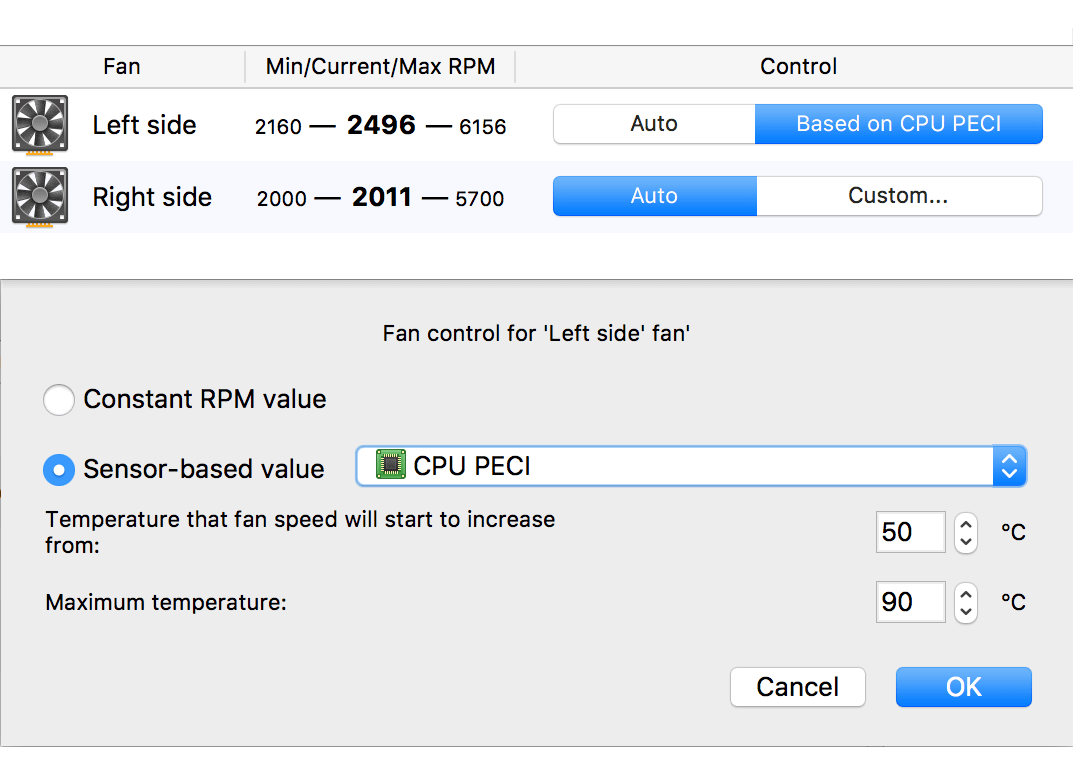 Fan Min/Current/Max RPM Control
Left side 2160 — 2496 — 6156 Auto Based on CPU PECI
Right side 2000 — 2011 — 5700 Auto Custom...
Fan control for 'Left side' fan'
Constant RPM value
Sensor-based value CPU PECI
Temperature that fan speed will start to increase
from:
50 °C
Maximum temperature: 90 °C
Cancel OK